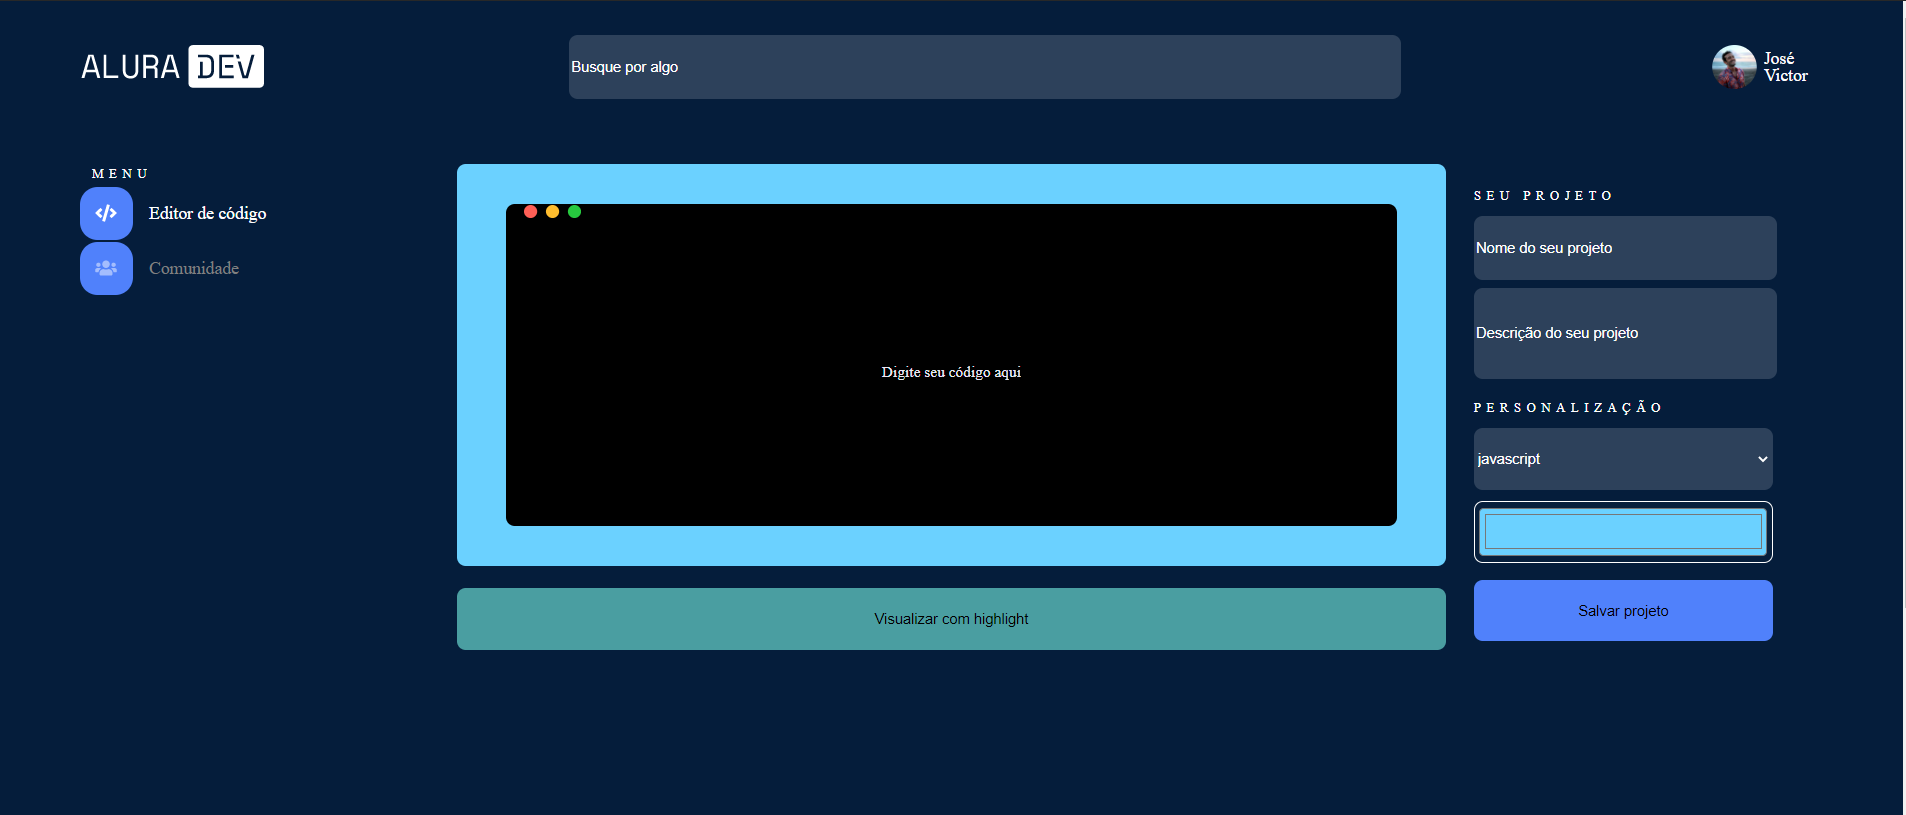 ALURA DEV
Busque por algo
José
Victor
MENU
Editor de código
Comunidade
Digite seu código aqui
Visualizar com highlight
SEU PROJETO
Nome do seu projeto
Descrição do seu projeto
PERSONALIZAÇÃO
javascript
Salvar projeto